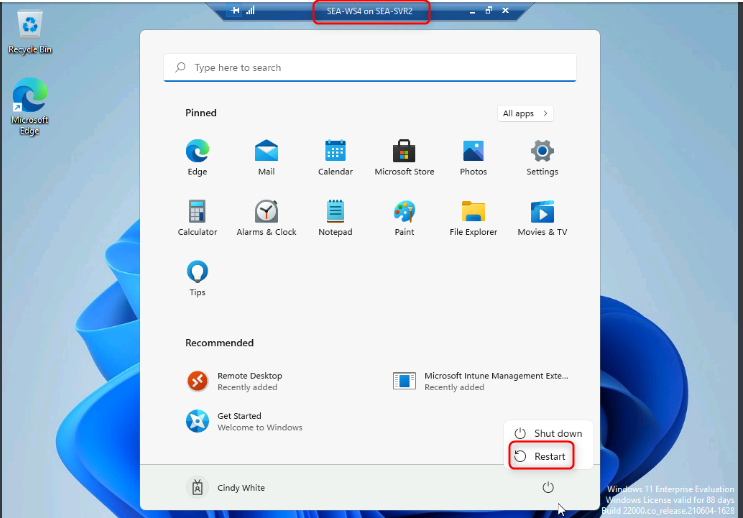 SEA-WS4 on SEA-SVR2
Recycle Bin
Microsoft
Edge
Type here to search
Pinned
All apps >
Edge
Mail
Calendar
Microsoft Store
Photos
Settings
Calculator
Alarms & Clock
Notepad
Paint
File Explorer
Movies & TV
Tips
Recommended
Remote Desktop
Recently added
Microsoft Intune Management Exte...
Recently added
Get Started
Welcome to Windows
Shut down
Restart
Cindy White
Windows 11 Enterprise Evaluation
Windows License valid for 88 days
Build 22000.co_release.210604-1628